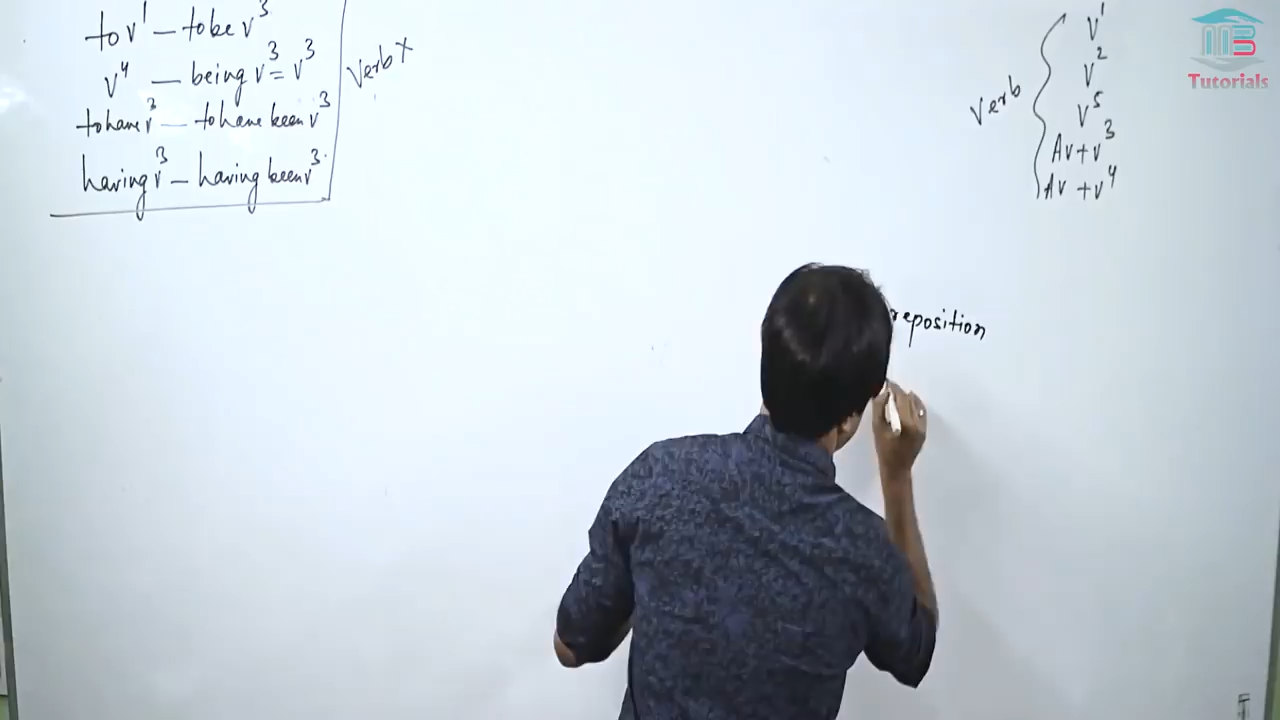 to v¹ — to be v³
v⁴ — being v³ = v³
to have v³ — to have been v³
having v³ — having been v³
verb x
verb
v¹
v²
v⁵
Av + v³
Av + v⁴
reposition
MB
Tutorials